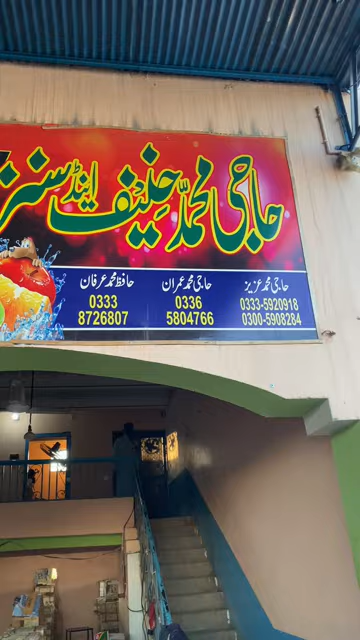 حاجی محمد حنیف اینڈ سنز
حاجی محمد عزیز
0333-5920918
0300-5908284
حاجی محمد عمران
0336
5804766
حافظ محمد عرفان
0333
8726807